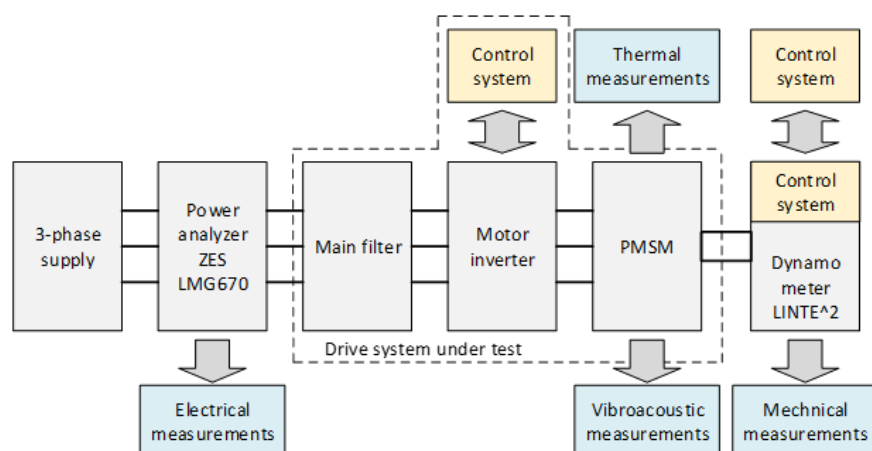 Control
system
Thermal
measurements
Control
system
3-phase
supply
Power
analyzer
ZES
LMG670
Main filter
Motor
inverter
PMSM
Control
system
Dynamo
meter
LINTE^2
Drive system under test
Electrical
measurements
Vibroacoustic
measurements
Mechnical
measurements